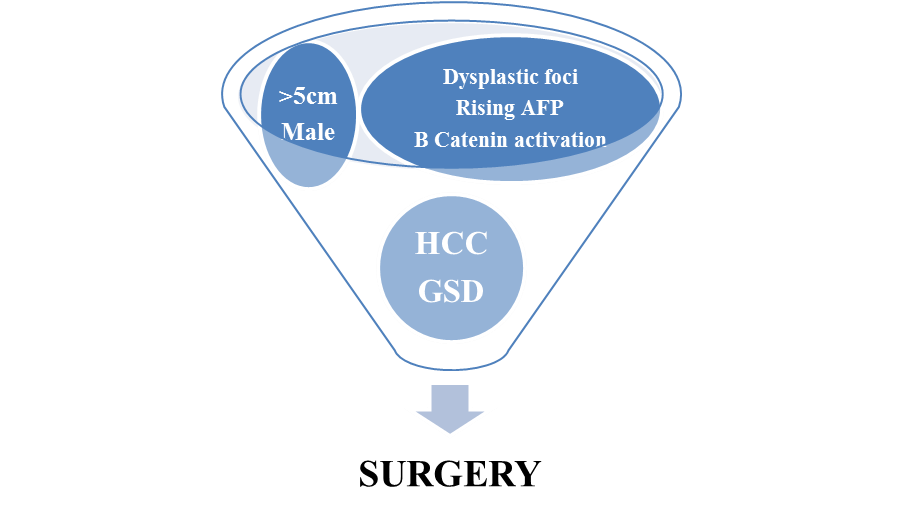 >5cm
Male
Dysplastic foci
Rising AFP
B Catenin activation
HCC
GSD
SURGERY